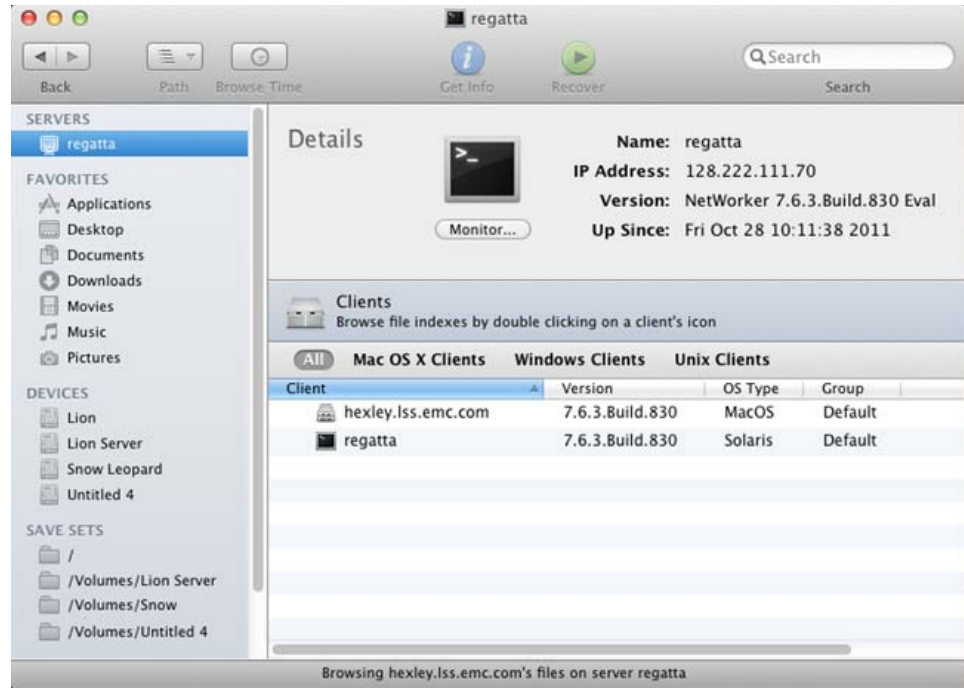 regatta
Back Path Browse Time Get Info Recover Search
Search
SERVERS
regatta
FAVORITES
Applications
Desktop
Documents
Downloads
Movies
Music
Pictures
DEVICES
Lion
Lion Server
Snow Leopard
Untitled 4
SAVE SETS
/
/Volumes/Lion Server
/Volumes/Snow
/Volumes/Untitled 4
Details
>_
Monitor...
Name: regatta
IP Address: 128.222.111.70
Version: NetWorker 7.6.3.Build.830 Eval
Up Since: Fri Oct 28 10:11:38 2011
Clients
Browse file indexes by double clicking on a client's icon
All Mac OS X Clients Windows Clients Unix Clients
Client Version OS Type Group
hexley.lss.emc.com 7.6.3.Build.830 MacOS Default
regatta 7.6.3.Build.830 Solaris Default
Browsing hexley.lss.emc.com's files on server regatta